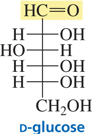 HC=O
H OH
HO H
H OH
H OH
CH₂OH
D-glucose